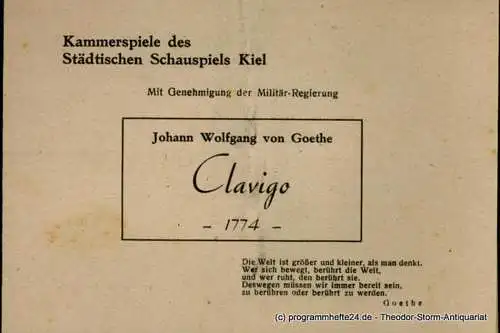 Kammerspiele des
Städtischen Schauspiels Kiel
Mit Genehmigung der Militär-Regierung
Johann Wolfgang von Goethe
Clavigo
- 1774 -
Die Welt ist größer und kleiner, als man denkt.
Wer sich bewegt, berührt die Welt,
und wer ruht, den berührt sie.
Deswegen müssen wir immer bereit sein,
zu berühren oder berührt zu werden.
Goethe
(c) programmhefte24.de - Theodor-Storm-Antiquariat